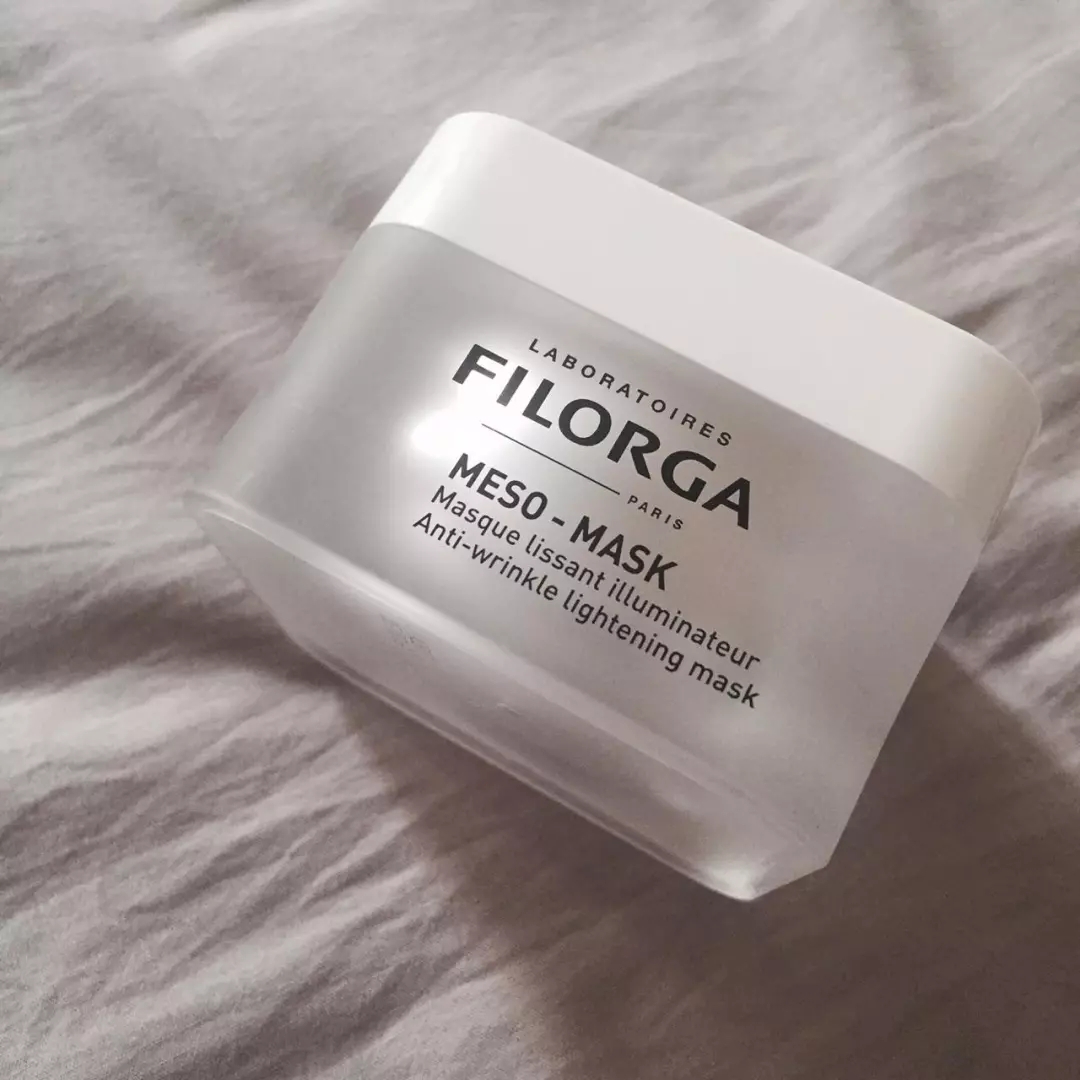 LABORATOIRES
FILORGA
PARIS
MESO - MASK
Masque lissant illuminateur
Anti-wrinkle lightening mask